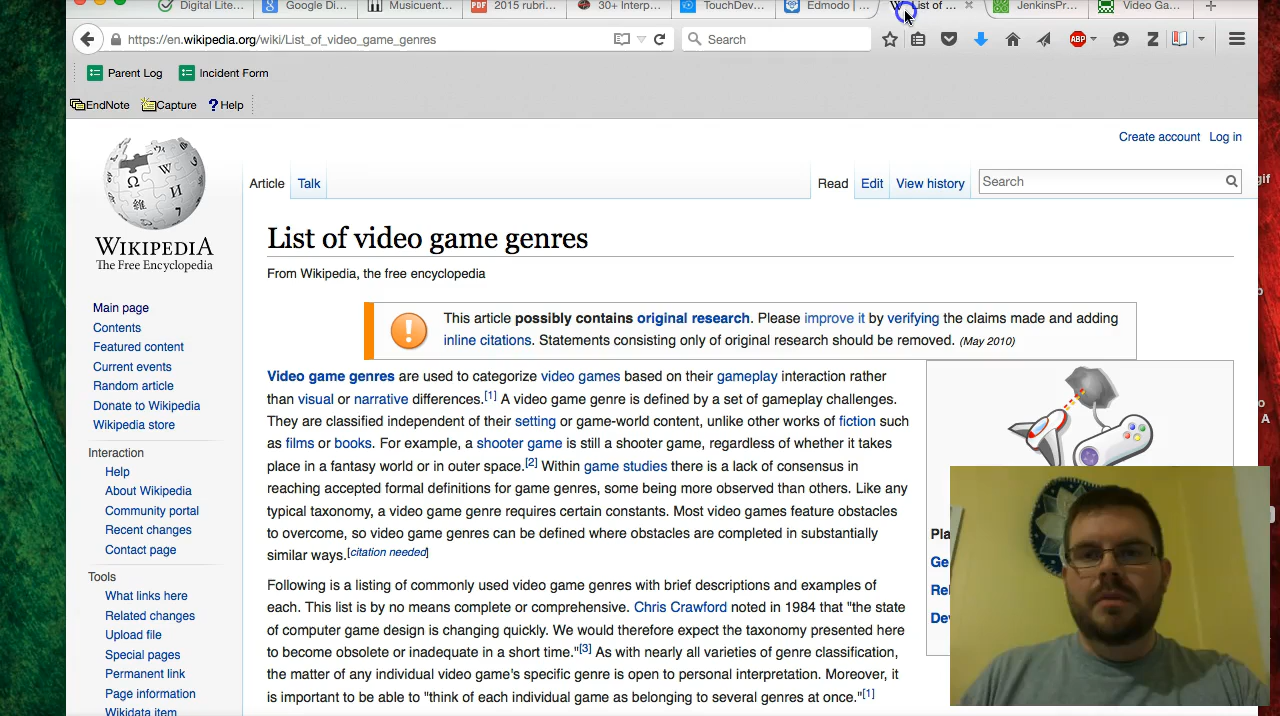 Digital Lite...
Google Di...
Musicuent...
PDF 2015 rubri...
30+ Interp...
TouchDev...
Edmodo | ...
List of ...
JenkinsPr...
Video Ga...
https://en.wikipedia.org/wiki/List_of_video_game_genres
Search
ABP
Z
Parent Log
Incident Form
EndNote
Capture
? Help
WIKIPEDIA
The Free Encyclopedia
Create account
Log in
Article
Talk
Read
Edit
View history
Search
List of video game genres
From Wikipedia, the free encyclopedia
This article possibly contains original research. Please improve it by verifying the claims made and adding
inline citations. Statements consisting only of original research should be removed. (May 2010)
Video game genres are used to categorize video games based on their gameplay interaction rather
than visual or narrative differences.[1] A video game genre is defined by a set of gameplay challenges.
They are classified independent of their setting or game-world content, unlike other works of fiction such
as films or books. For example, a shooter game is still a shooter game, regardless of whether it takes
place in a fantasy world or in outer space.[2] Within game studies there is a lack of consensus in
reaching accepted formal definitions for game genres, some being more observed than others. Like any
typical taxonomy, a video game genre requires certain constants. Most video games feature obstacles
to overcome, so video game genres can be defined where obstacles are completed in substantially
similar ways.[citation needed]
Following is a listing of commonly used video game genres with brief descriptions and examples of
each. This list is by no means complete or comprehensive. Chris Crawford noted in 1984 that "the state
of computer game design is changing quickly. We would therefore expect the taxonomy presented here
to become obsolete or inadequate in a short time."[3] As with nearly all varieties of genre classification,
the matter of any individual video game's specific genre is open to personal interpretation. Moreover, it
is important to be able to "think of each individual game as belonging to several genres at once."[1]
Main page
Contents
Featured content
Current events
Random article
Donate to Wikipedia
Wikipedia store
Interaction
Help
About Wikipedia
Community portal
Recent changes
Contact page
Tools
What links here
Related changes
Upload file
Special pages
Permanent link
Page information
Wikidata item
Pla
Ge
Rel
Dev
gif
A